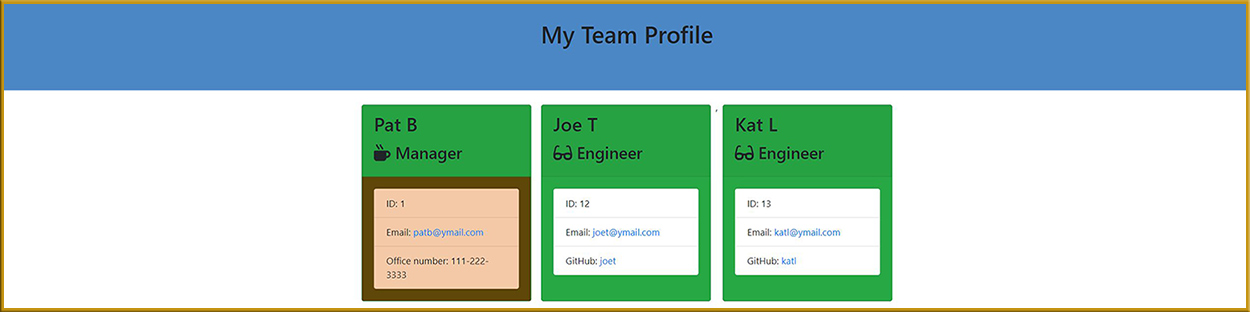 My Team Profile
Pat B
Manager
ID: 1
Email: patb@ymail.com
Office number: 111-222-
3333
Joe T
Engineer
ID: 12
Email: joet@ymail.com
GitHub: joet
,
Kat L
Engineer
ID: 13
Email: katl@ymail.com
GitHub: katl